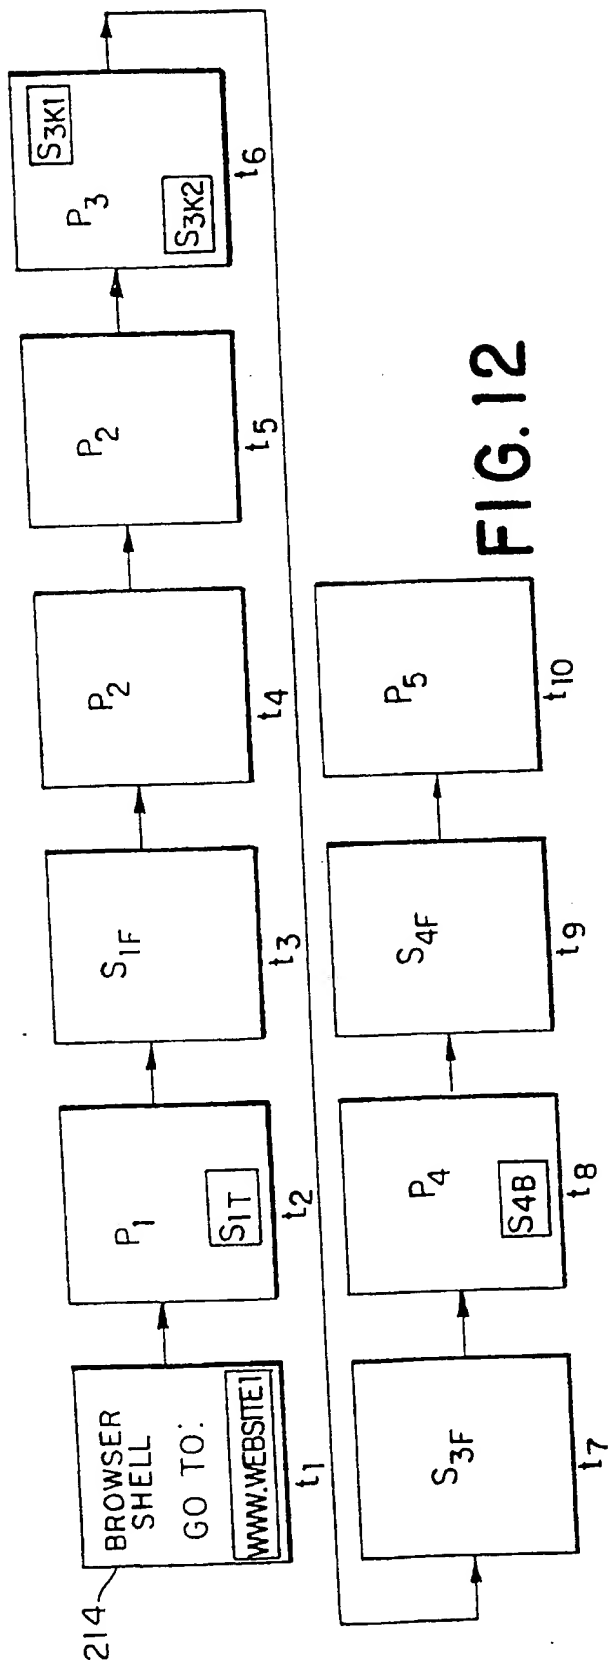 214
BROWSER
SHELL
GO TO:
WWW.WEBSITE1
t1
P1
S1T
t2
S1F
t3
P2
t4
P2
t5
P3
S3K1
S3K2
t6
S3F
t7
P4
S4B
t8
S4F
t9
P5
t10
FIG.12